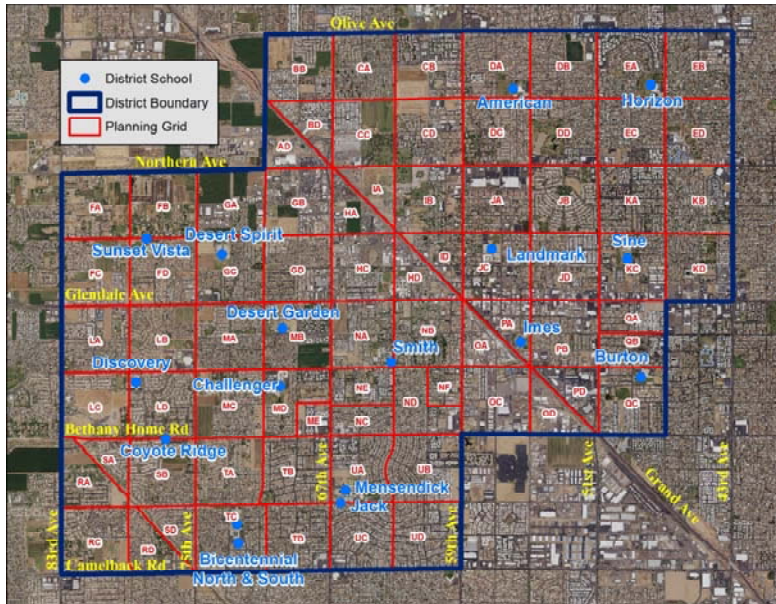 Olive Ave
District School
District Boundary
Planning Grid
BB
CA
CB
DA
DB
EA
EB
American
Horizon
BD
AD
CC
CD
DC
DD
EC
ED
Northern Ave
FA
FB
GA
GB
HA
IA
IB
JA
JB
KA
KB
Sunset Vista
Desert Spirit
Landmark
Sine
FC
FD
GC
GD
HC
HD
ID
JC
JD
KC
KD
Glendale Ave
LA
LB
MA
Desert Garden
MB
NA
NB
Smith
OA
PA
Imes
PB
QA
QB
Burton
Discovery
Challenger
LC
LD
MC
MD
ME
NE
NC
ND
NF
OC
OD
PD
QC
Bethany Home Rd
Coyote Ridge
SA
RA
SB
TA
TB
67th Ave
UA
UB
Mensendick
Jack
51st Ave
Grand Ave
43rd Ave
83rd Ave
RC
RD
SD
75th Ave
TC
TD
UC
UD
59th Ave
Camelback Rd
Bicentennial
North & South